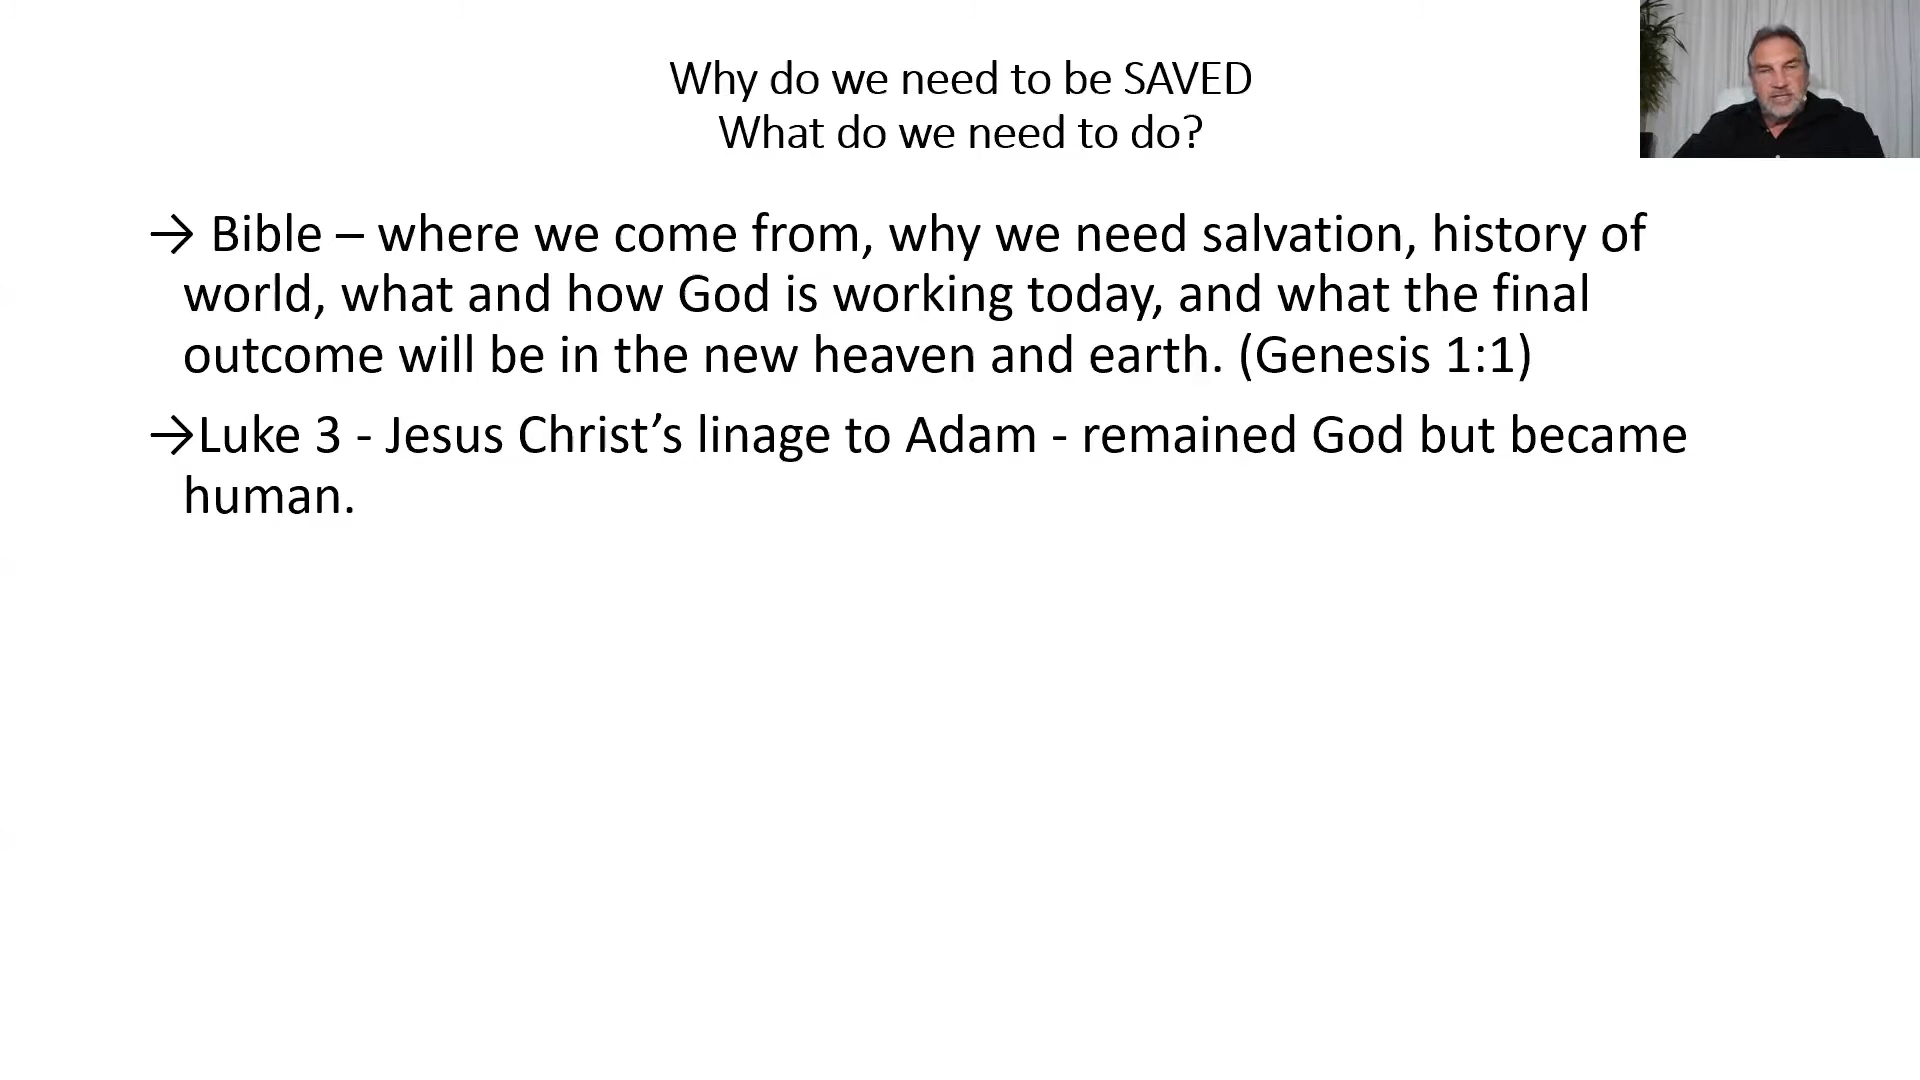 Why do we need to be SAVED
What do we need to do?
→ Bible – where we come from, why we need salvation, history of
world, what and how God is working today, and what the final
outcome will be in the new heaven and earth. (Genesis 1:1)
→Luke 3 - Jesus Christ’s linage to Adam - remained God but became
human.